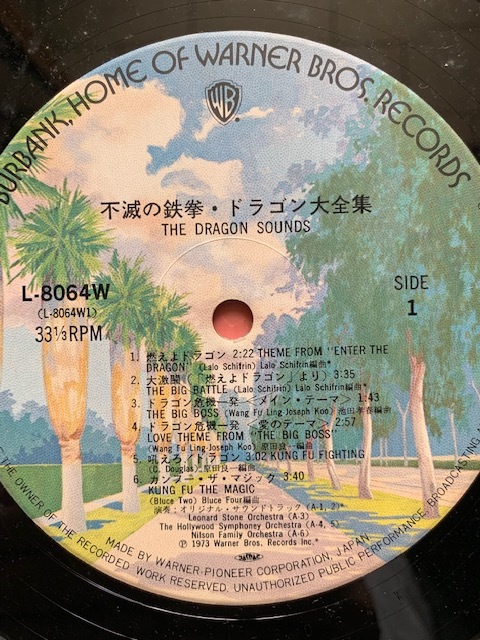 BURBANK, HOME OF WARNER BROS. RECORDS
WB
不滅の鉄拳・ドラゴン大全集
THE DRAGON SOUNDS
L-8064W
(L-8064W1)
33⅓RPM
SIDE
1
1. 燃えよドラゴン 2:22 THEME FROM "ENTER THE
DRAGON" (Lalo Schifrin) Lalo Schifrin編曲*
2. 大激闘(「燃えよドラゴン」より) 3:35
THE BIG BATTLE (Lalo Schifrin) Lalo Schifrin編曲*
3. ドラゴン危機一発<メイン・テーマ> 1:43
THE BIG BOSS (Wang Fu Ling-Joseph Koo) 池田孝春編曲
4. ドラゴン危機一発<愛のテーマ> 2:57
LOVE THEME FROM "THE BIG BOSS"
(Wang Fu Ling-Joseph Koo) 原田良一編曲
5. 吼えろ!ドラゴン 3:02 KUNG FU FIGHTING
(C. Douglas) 原田良一編曲
6. カンフー・ザ・マジック 3:40
KUNG FU THE MAGIC
(Bluce Two) Bluce Four編曲
演奏:オリジナル・サウンドトラック (A-1, 2)*
Leonard Stone Orchestra (A-3)
The Hollywood Symphoney Orchestra (A-4, 5)
Nilson Family Orchestra (A-6)
Ⓟ 1973 Warner Bros. Records Inc.*
MADE BY WARNER-PIONEER CORPORATION, JAPAN
THE OWNER OF THE RECORDED WORK RESERVED. UNAUTHORIZED PUBLIC PERFORMANCE, BROADCASTING